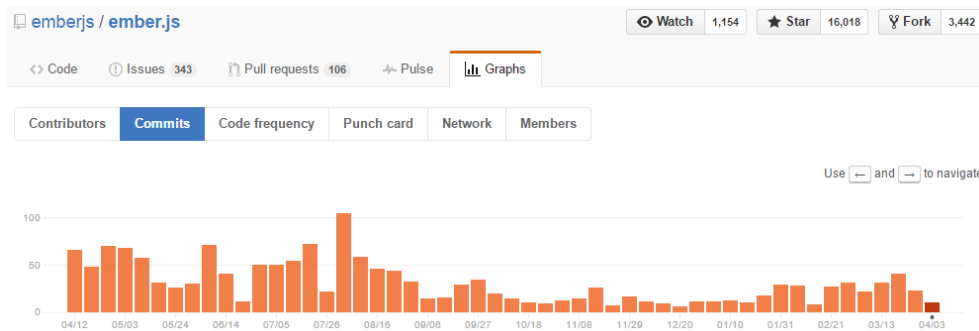 emberjs / ember.js Watch 1,154 Star 16,018 Fork 3,442
Code Issues 343 Pull requests 106 Pulse Graphs
Contributors Commits Code frequency Punch card Network Members
Use ← and → to navigate
100
50
0
04/12 05/03 05/24 06/14 07/05 07/26 08/16 09/06 09/27 10/18 11/08 11/29 12/20 01/10 01/31 02/21 03/13 04/03